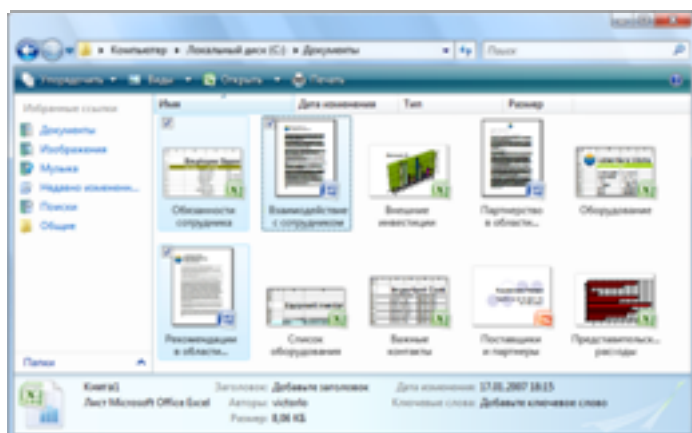 Компьютер ▸ Локальный диск (C:) ▸ Документы
Поиск
Упорядочить Виды Открыть Печать
Избранные ссылки
Имя Дата изменения Тип Размер
Документы
Изображения
Музыка
Недавно изменен...
Поиски
Общие
Обязанности сотрудника
Взаимодействие с сотрудником
Внешние инвестиции
Партнерство в области...
Оборудование
Рекомендации в области...
Список оборудования
Важные контакты
Поставщики и партнеры
Представительск... расходы
Папки
Книга1 Заголовок: Добавьте заголовок Дата изменения: 17.01.2007 18:15
Лист Microsoft Office Excel Авторы: victorlo Ключевые слова: Добавьте ключевое слово
Размер: 8,06 КБ